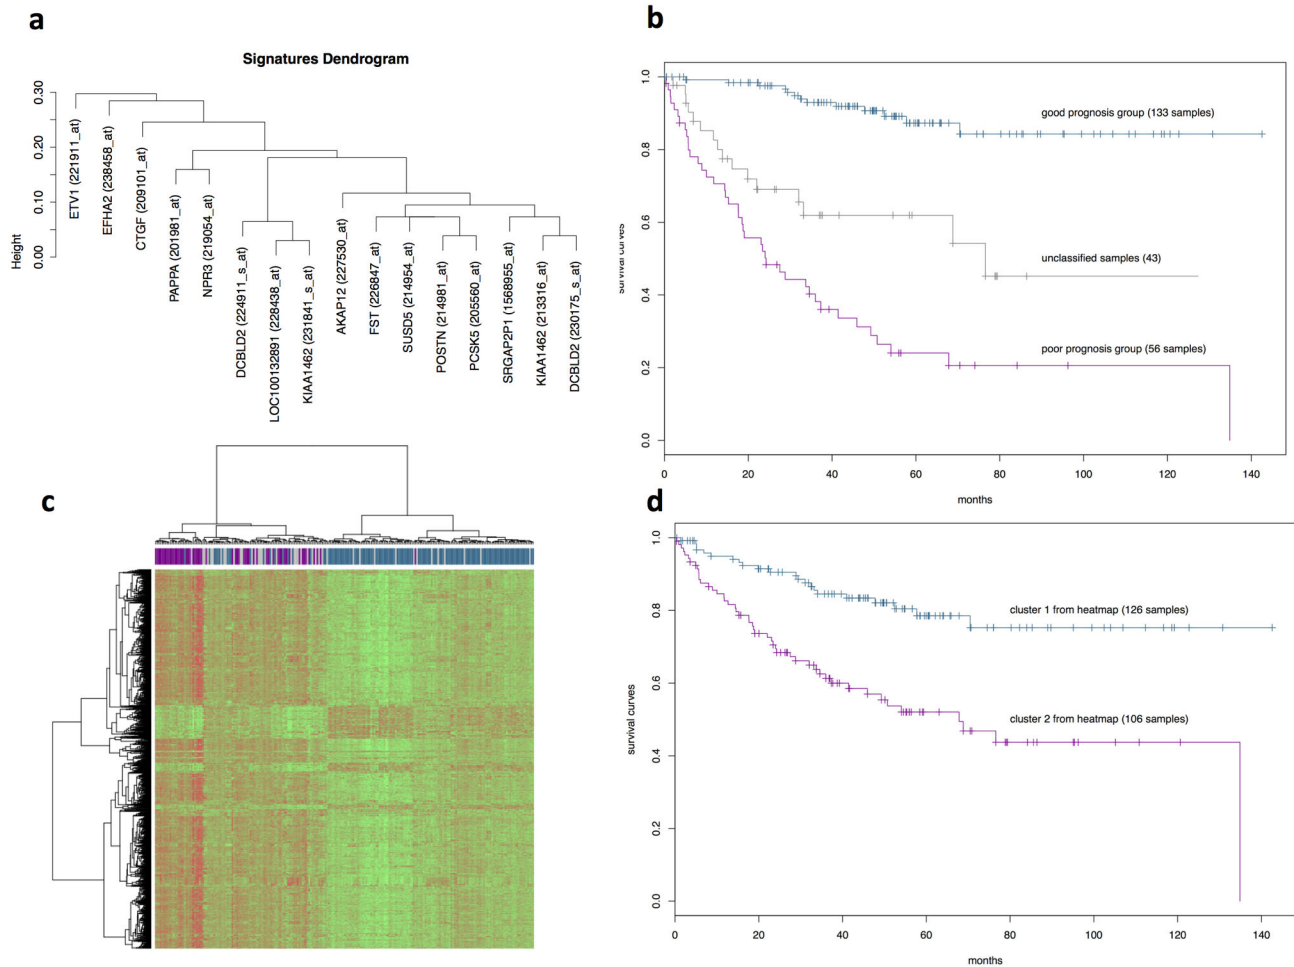 a
Signatures Dendrogram
Height
0.00
0.10
0.20
0.30
ETV1 (221911_at)
EFHA2 (238458_at)
CTGF (209101_at)
PAPPA (201981_at)
NPR3 (219054_at)
DCBLD2 (224911_s_at)
LOC100132891 (228438_at)
KIAA1462 (231841_s_at)
AKAP12 (227530_at)
FST (226847_at)
SUSD5 (214954_at)
POSTN (214981_at)
PCSK5 (205560_at)
SRGAP2P1 (1568955_at)
KIAA1462 (213316_at)
DCBLD2 (230175_s_at)
b
survival curves
0.0
0.2
0.4
0.6
0.8
1.0
good prognosis group (133 samples)
unclassified samples (43)
poor prognosis group (56 samples)
0 20 40 60 80 100 120 140
months
c
d
survival curves
0.0
0.2
0.4
0.6
0.8
1.0
cluster 1 from heatmap (126 samples)
cluster 2 from heatmap (106 samples)
0 20 40 60 80 100 120 140
months